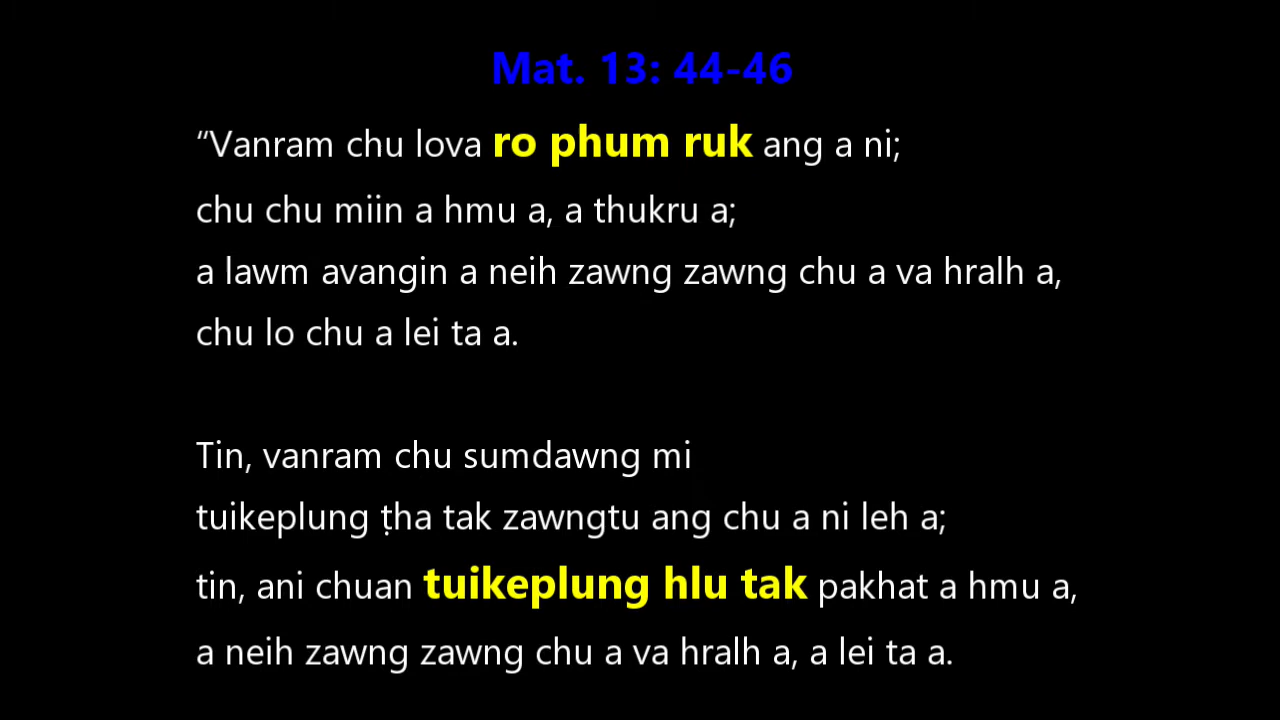 Mat. 13: 44-46
“Vanram chu lova ro phum ruk ang a ni;
chu chu miin a hmu a, a thukru a;
a lawm avangin a neih zawng zawng chu a va hralh a,
chu lo chu a lei ta a.
Tin, vanram chu sumdawng mi
tuikeplung ṭha tak zawngtu ang chu a ni leh a;
tin, ani chuan tuikeplung hlu tak pakhat a hmu a,
a neih zawng zawng chu a va hralh a, a lei ta a.